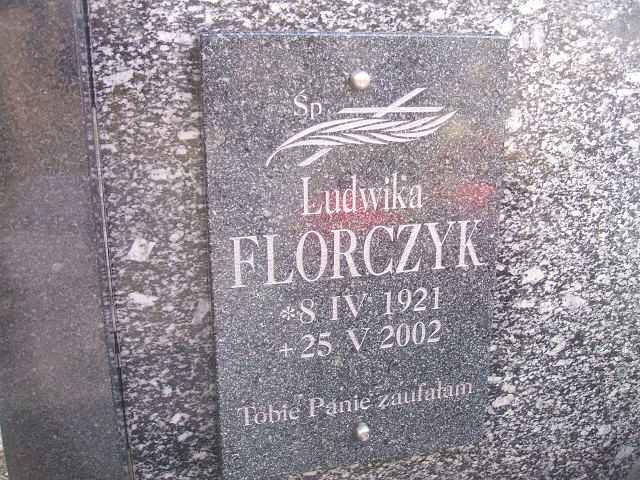 Śp.
Ludwika
FLORCZYK
*8 IV 1921
+25 V 2002
Tobie Panie zaufałam